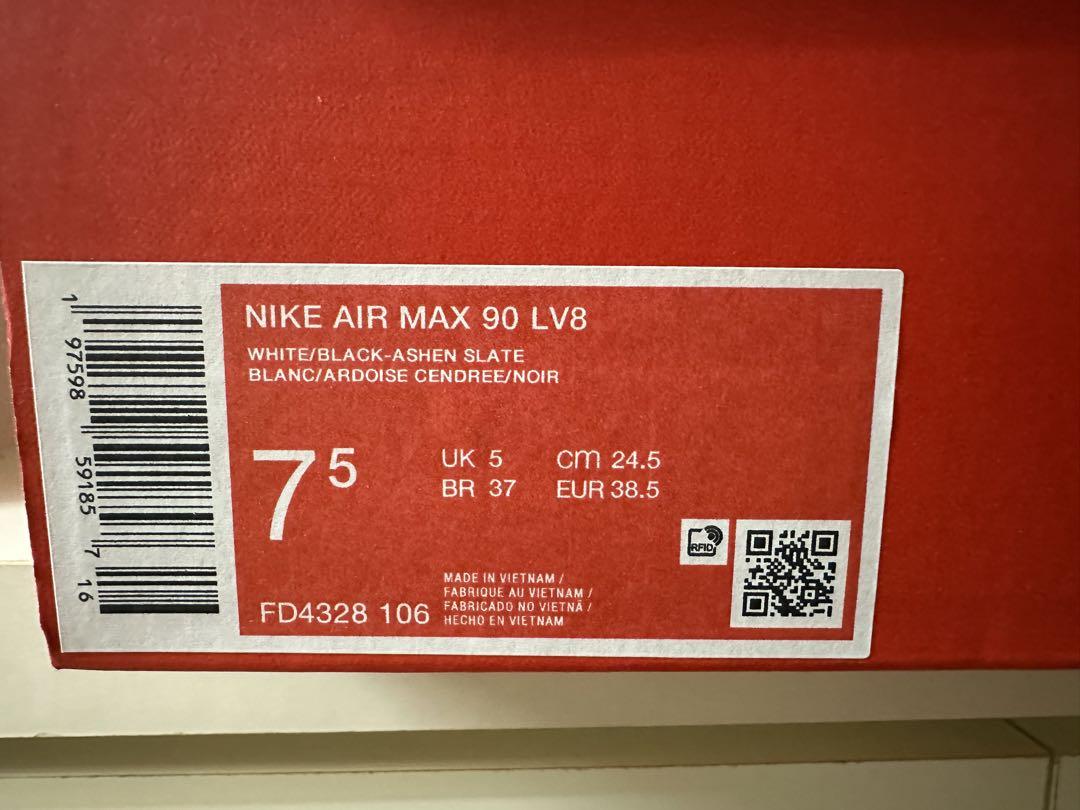 NIKE AIR MAX 90 LV8
WHITE/BLACK-ASHEN SLATE
BLANC/ARDOISE CENDREE/NOIR
7 5
UK 5
BR 37
cm 24.5
EUR 38.5
RFID
MADE IN VIETNAM /
FABRIQUE AU VIETNAM /
FABRICADO NO VIETNÃ /
HECHO EN VIETNAM
FD4328 106
1 97598 59185 7 16